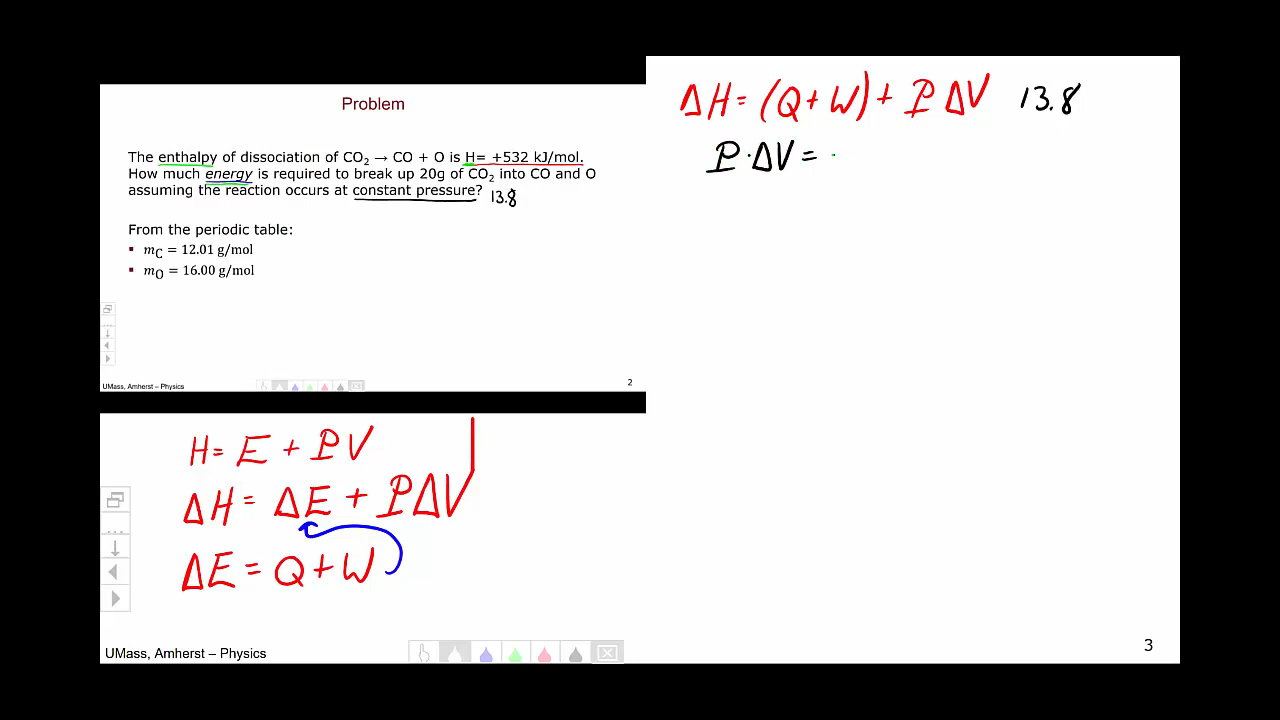 Problem
The enthalpy of dissociation of CO₂ → CO + O is H= +532 kJ/mol.
How much energy is required to break up 20g of CO₂ into CO and O
assuming the reaction occurs at constant pressure? 13.8
From the periodic table:
▪ m_C = 12.01 g/mol
▪ m_O = 16.00 g/mol
UMass, Amherst – Physics
2
H= E + PV
ΔH= ΔE + PΔV
ΔE= Q+W
UMass, Amherst – Physics
ΔH= (Q+W)+ PΔV 13.8
P·ΔV=
3